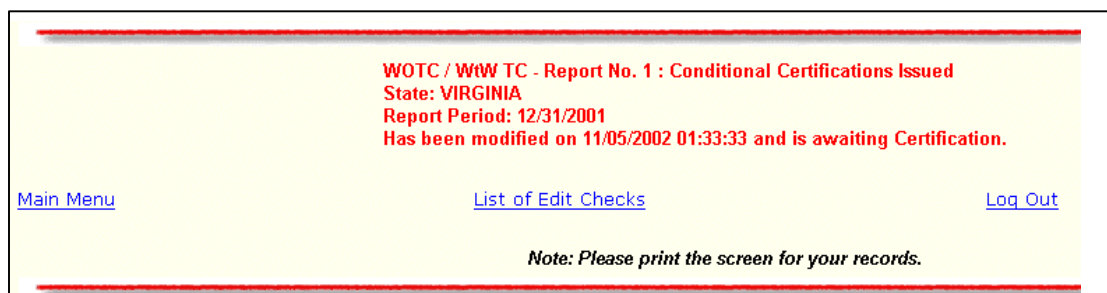 WOTC / WtW TC - Report No. 1 : Conditional Certifications Issued
State: VIRGINIA
Report Period: 12/31/2001
Has been modified on 11/05/2002 01:33:33 and is awaiting Certification.
Main Menu List of Edit Checks Log Out
Note: Please print the screen for your records.